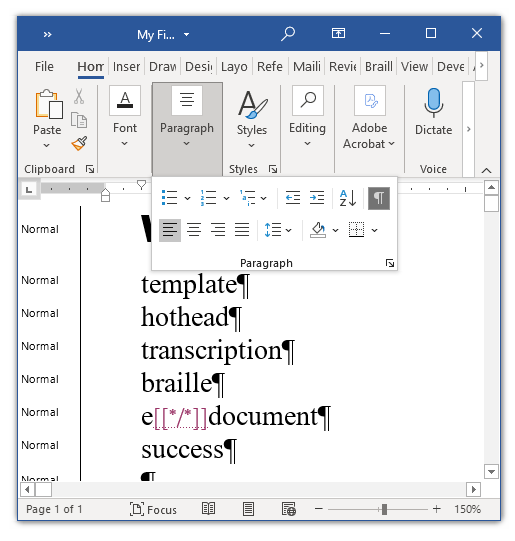 » My Fi...
File Hom Inser Draw Desig Layo Refe Maili Revie Braill View Deve
Paste Font Paragraph Styles Editing Adobe Acrobat Dictate
Clipboard Styles Voice
Paragraph
Normal
Normal template¶
Normal hothead¶
Normal transcription¶
Normal braille¶
Normal e[[*/*]]document¶
Normal success¶
Normal ¶
Page 1 of 1 Focus 150%